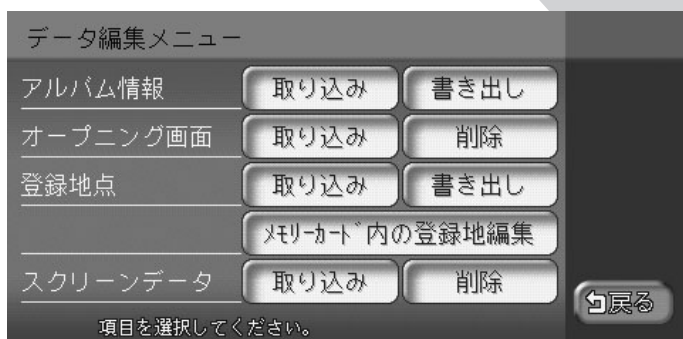 データ編集メニュー
アルバム情報 取り込み 書き出し
オープニング画面 取り込み 削除
登録地点 取り込み 書き出し
ﾒﾓﾘｰｶｰﾄﾞ内の登録地編集
スクリーンデータ 取り込み 削除
戻る
項目を選択してください。